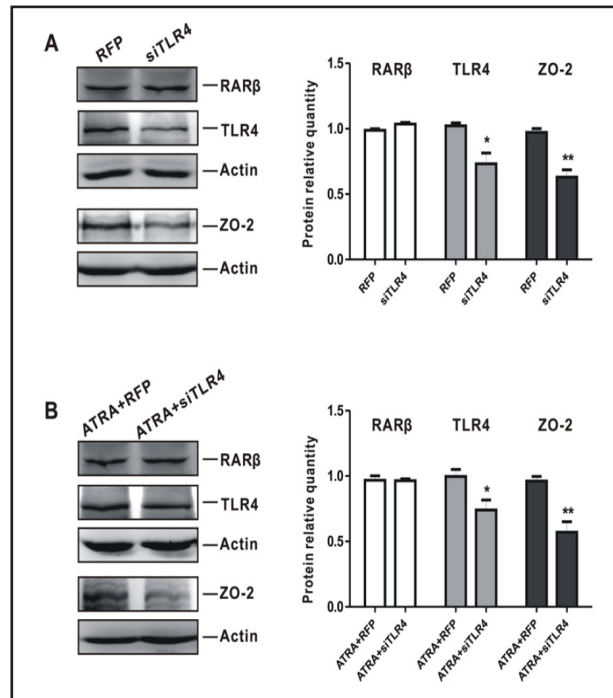 A
RFP
siTLR4
RARβ
TLR4
Actin
ZO-2
Actin
Protein relative quantity
1.5
1.0
0.5
0.0
RARβ
TLR4
ZO-2
*
**
RFP
siTLR4
RFP
siTLR4
RFP
siTLR4
B
ATRA+RFP
ATRA+siTLR4
RARβ
TLR4
Actin
ZO-2
Actin
Protein relative quantity
1.5
1.0
0.5
0.0
RARβ
TLR4
ZO-2
*
**
ATRA+RFP
ATRA+siTLR4
ATRA+RFP
ATRA+siTLR4
ATRA+RFP
ATRA+siTLR4